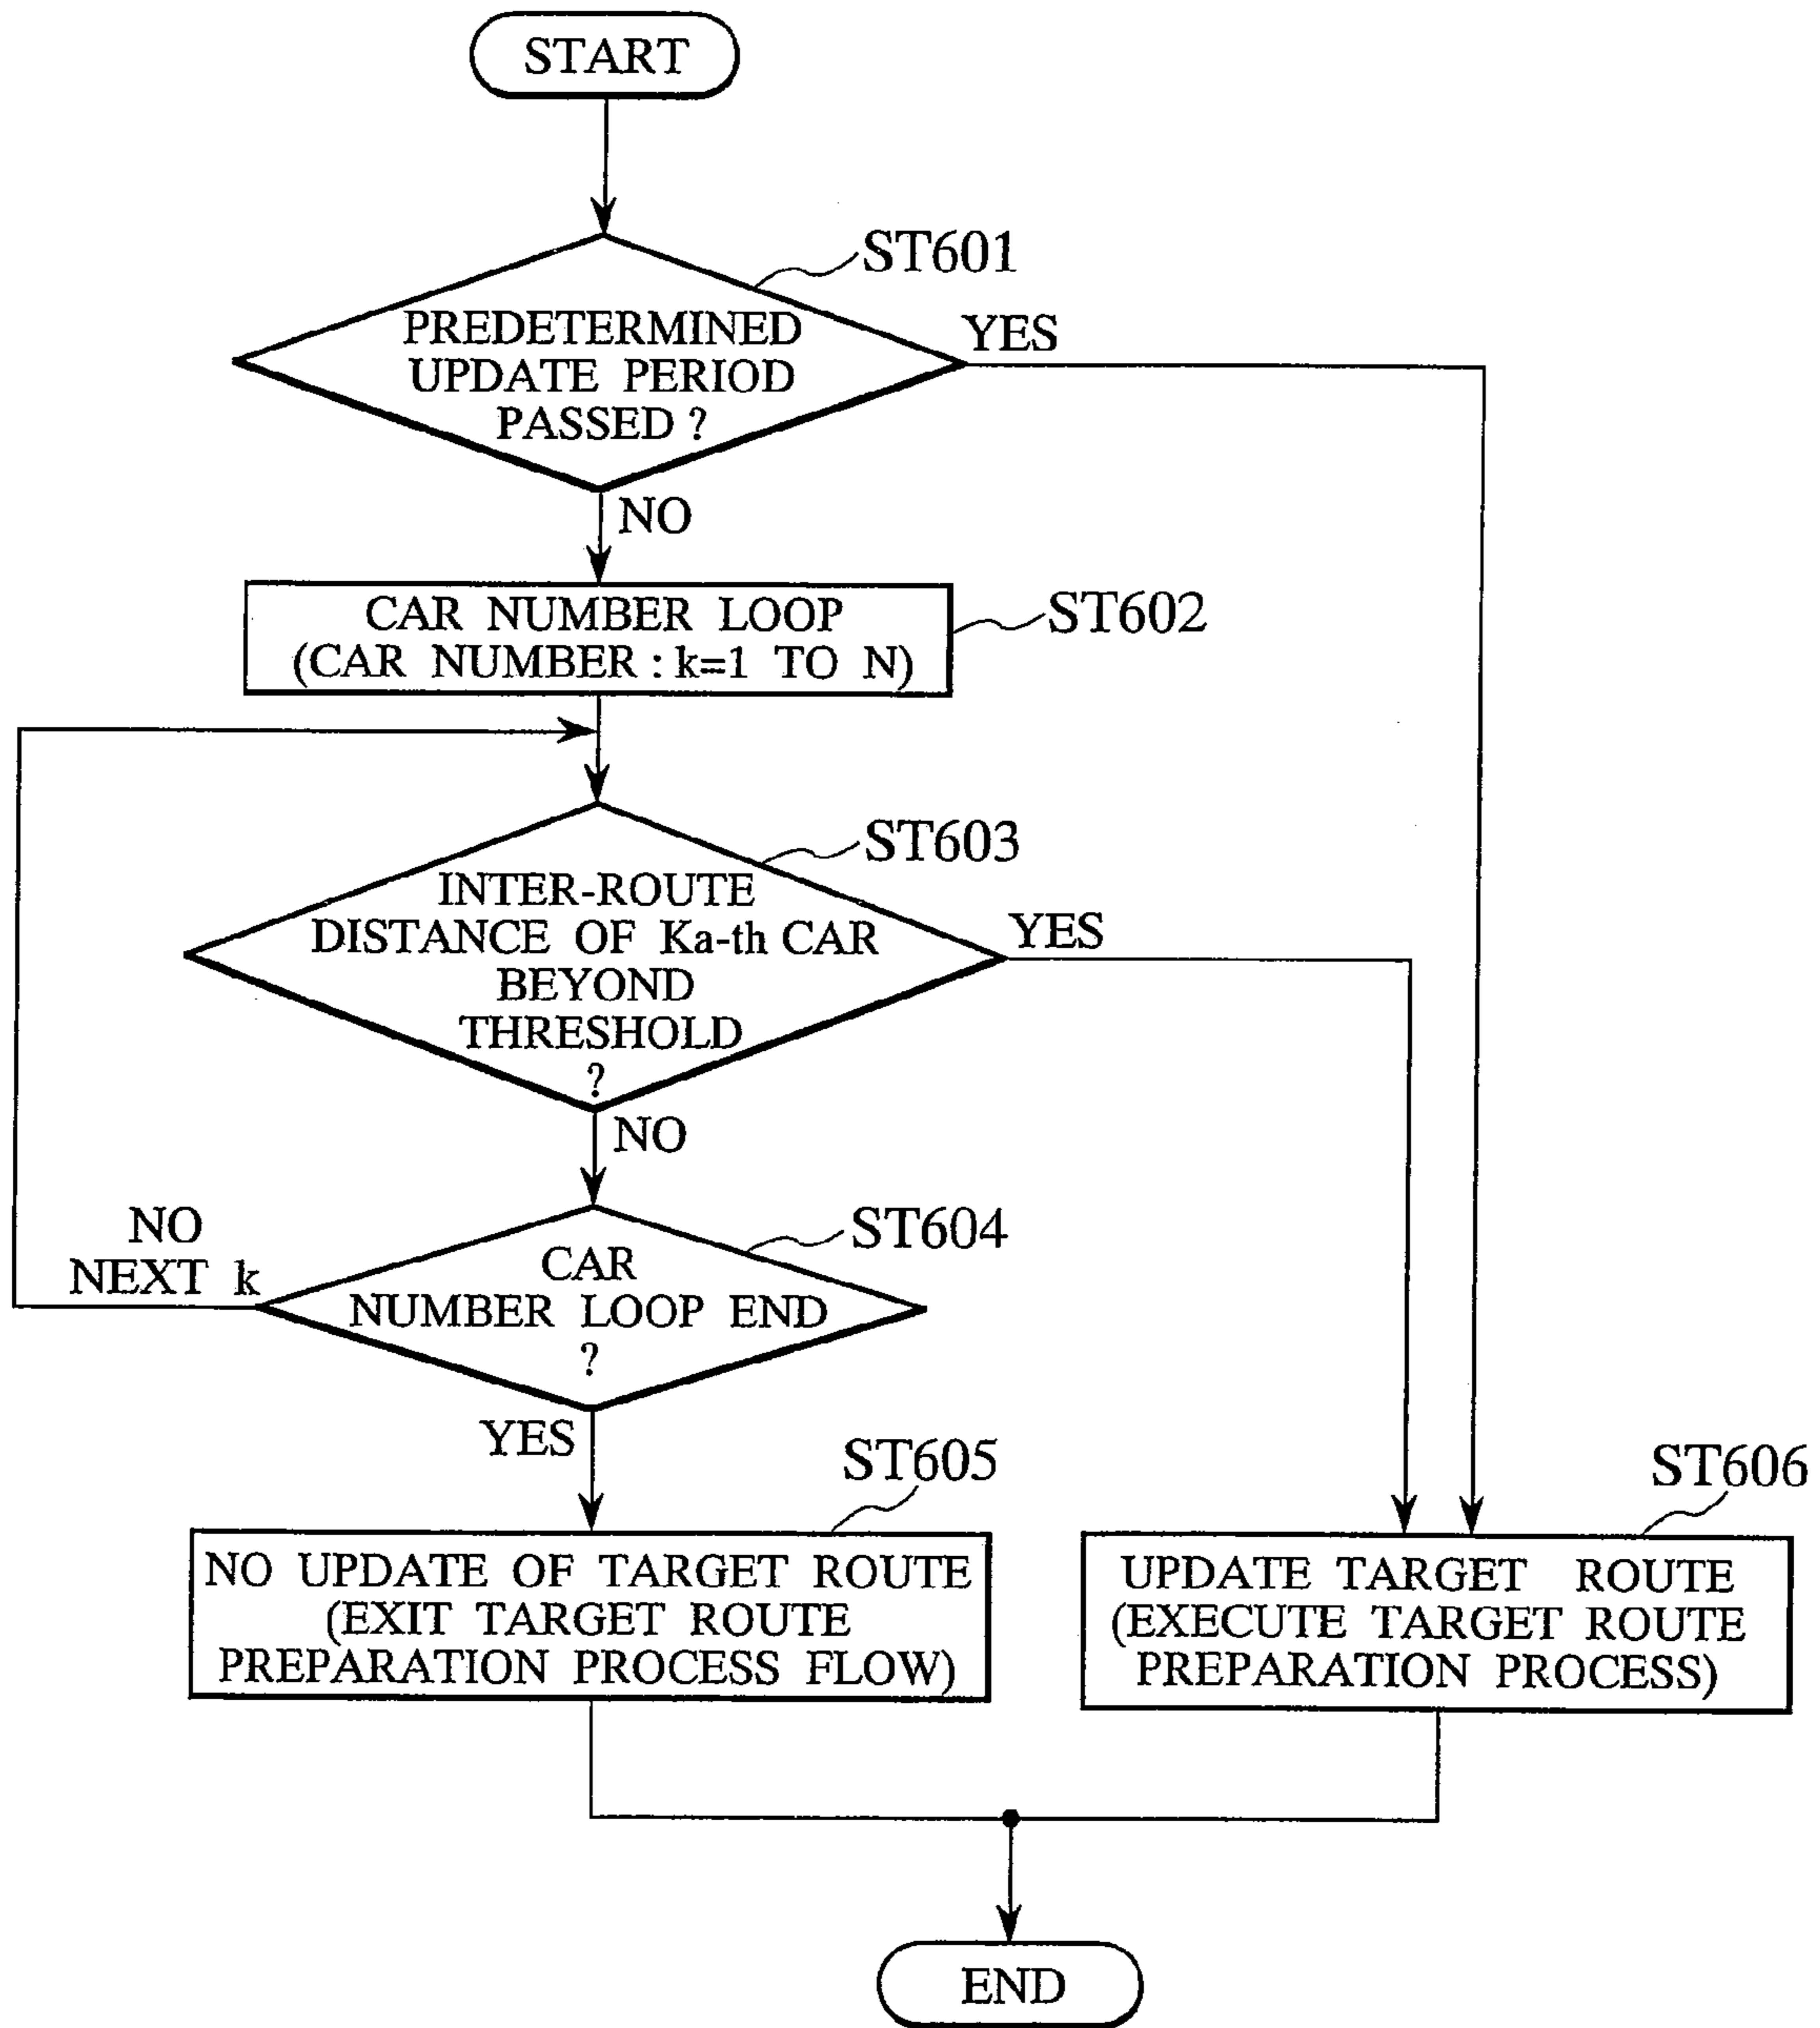 START
ST601
PREDETERMINED
UPDATE PERIOD
PASSED ?
YES
NO
CAR NUMBER LOOP
(CAR NUMBER : k=1 TO N)
ST602
ST603
INTER-ROUTE
DISTANCE OF Ka-th CAR
BEYOND
THRESHOLD
?
YES
NO
ST604
CAR
NUMBER LOOP END
?
NO
NEXT k
YES
ST605
NO UPDATE OF TARGET ROUTE
(EXIT TARGET ROUTE
PREPARATION PROCESS FLOW)
ST606
UPDATE TARGET ROUTE
(EXECUTE TARGET ROUTE
PREPARATION PROCESS)
END